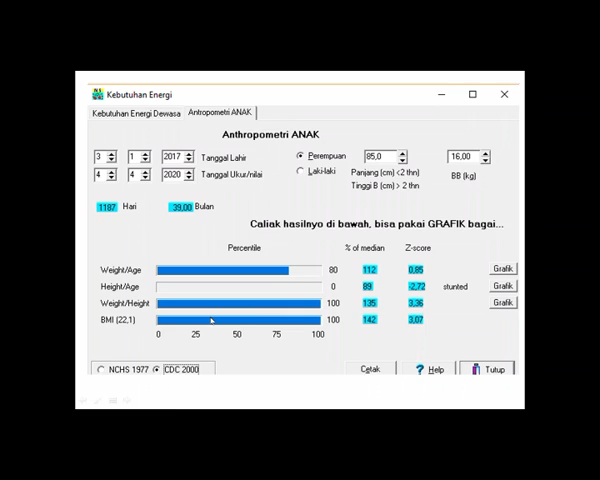 Kebutuhan Energi
Kebutuhan Energi Dewasa Antropometri ANAK
Anthropometri ANAK
3 1 2017 Tanggal Lahir Perempuan 85,0 16,00
4 4 2020 Tanggal Ukur/nilai Laki-laki Panjang (cm) <2 thn BB (kg)
Tinggi B (cm) > 2 thn
1187 Hari 39,00 Bulan
Caliak hasilnyo di bawah, bisa pakai GRAFIK bagai...
Percentile % of median Z-score
Weight/Age 80 112 0,85 Grafik
Height/Age 0 89 -2,72 stunted Grafik
Weight/Height 100 135 3,36 Grafik
BMI (22,1) 100 142 3,07
0 25 50 75 100
NCHS 1977 CDC 2000 Cetak ? Help Tutup